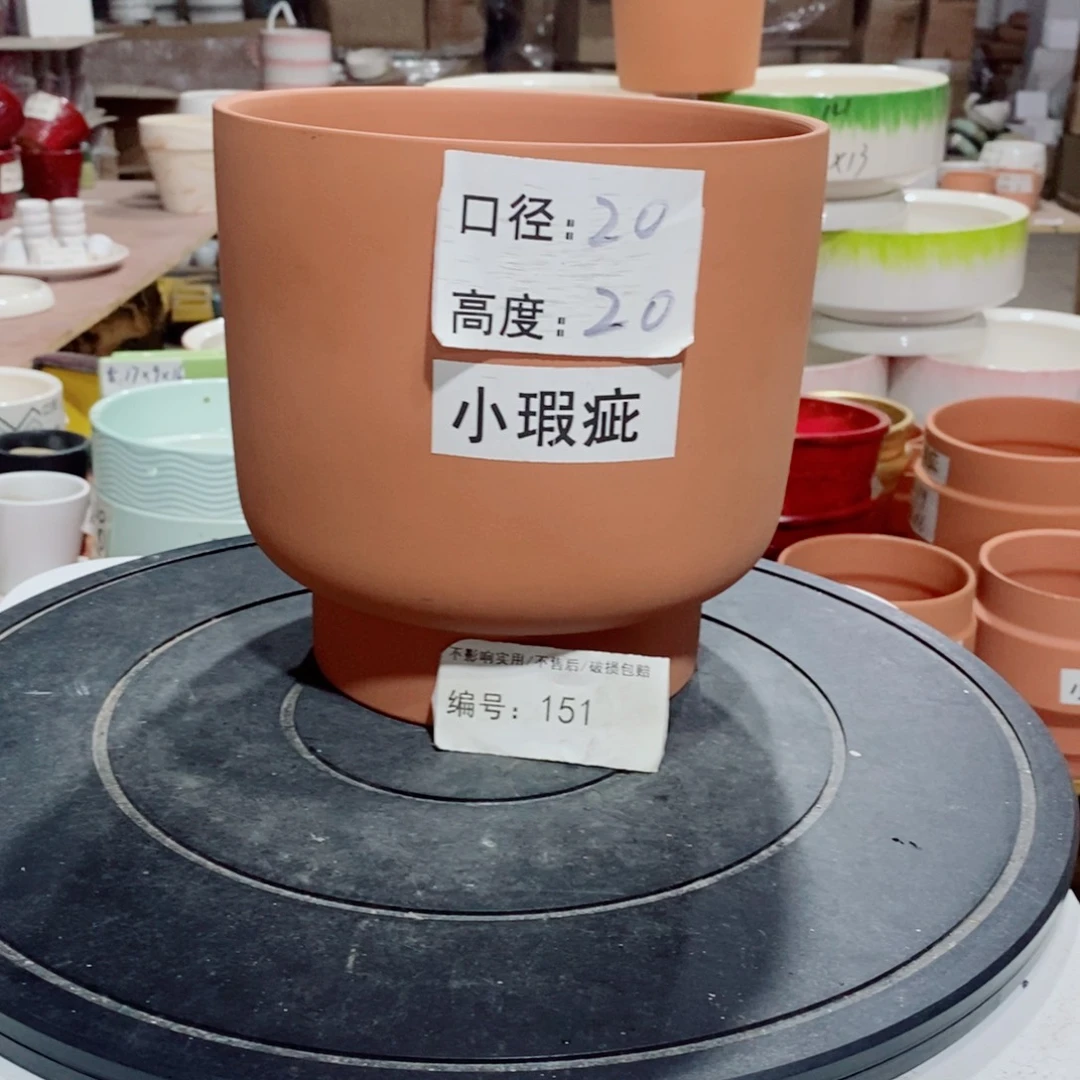 口径：20
高度：20
小瑕疵
不影响实用/不售后/破损包赔
编号：151
x13